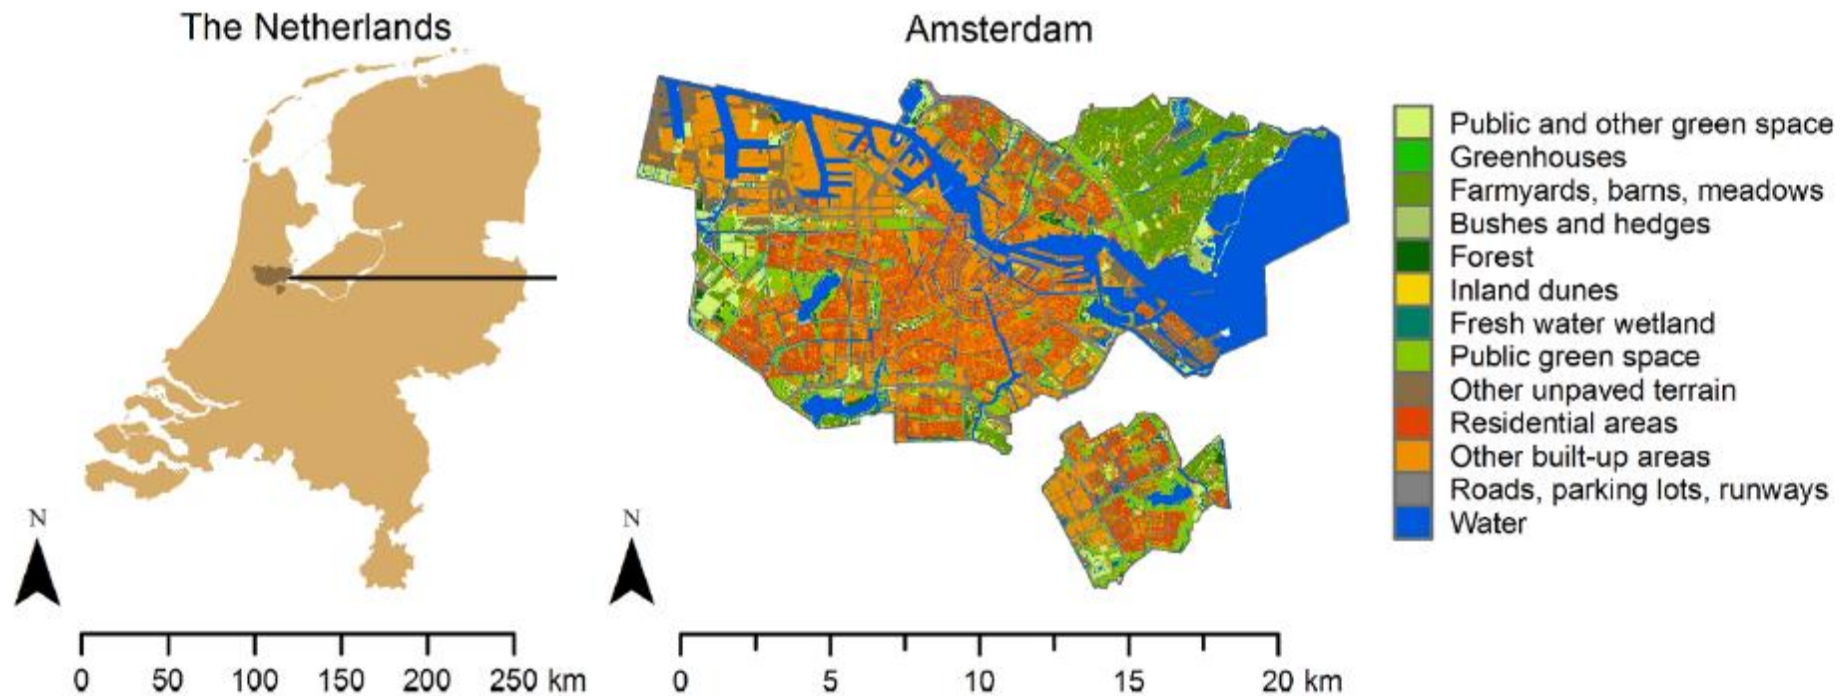 The Netherlands
Amsterdam
Public and other green space
Greenhouses
Farmyards, barns, meadows
Bushes and hedges
Forest
Inland dunes
Fresh water wetland
Public green space
Other unpaved terrain
Residential areas
Other built-up areas
Roads, parking lots, runways
Water
N
N
0 50 100 150 200 250 km
0 5 10 15 20 km